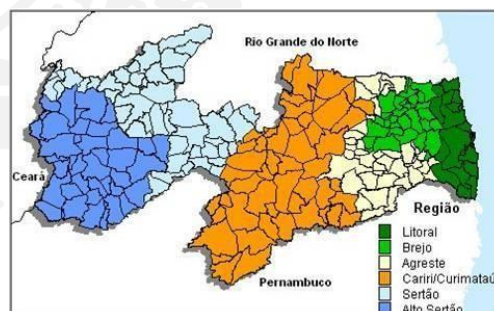 Rio Grande do Norte
Ceará
Região
Litoral
Brejo
Agreste
Cariri/Curimataú
Sertão
Alto Sertão
Pernambuco